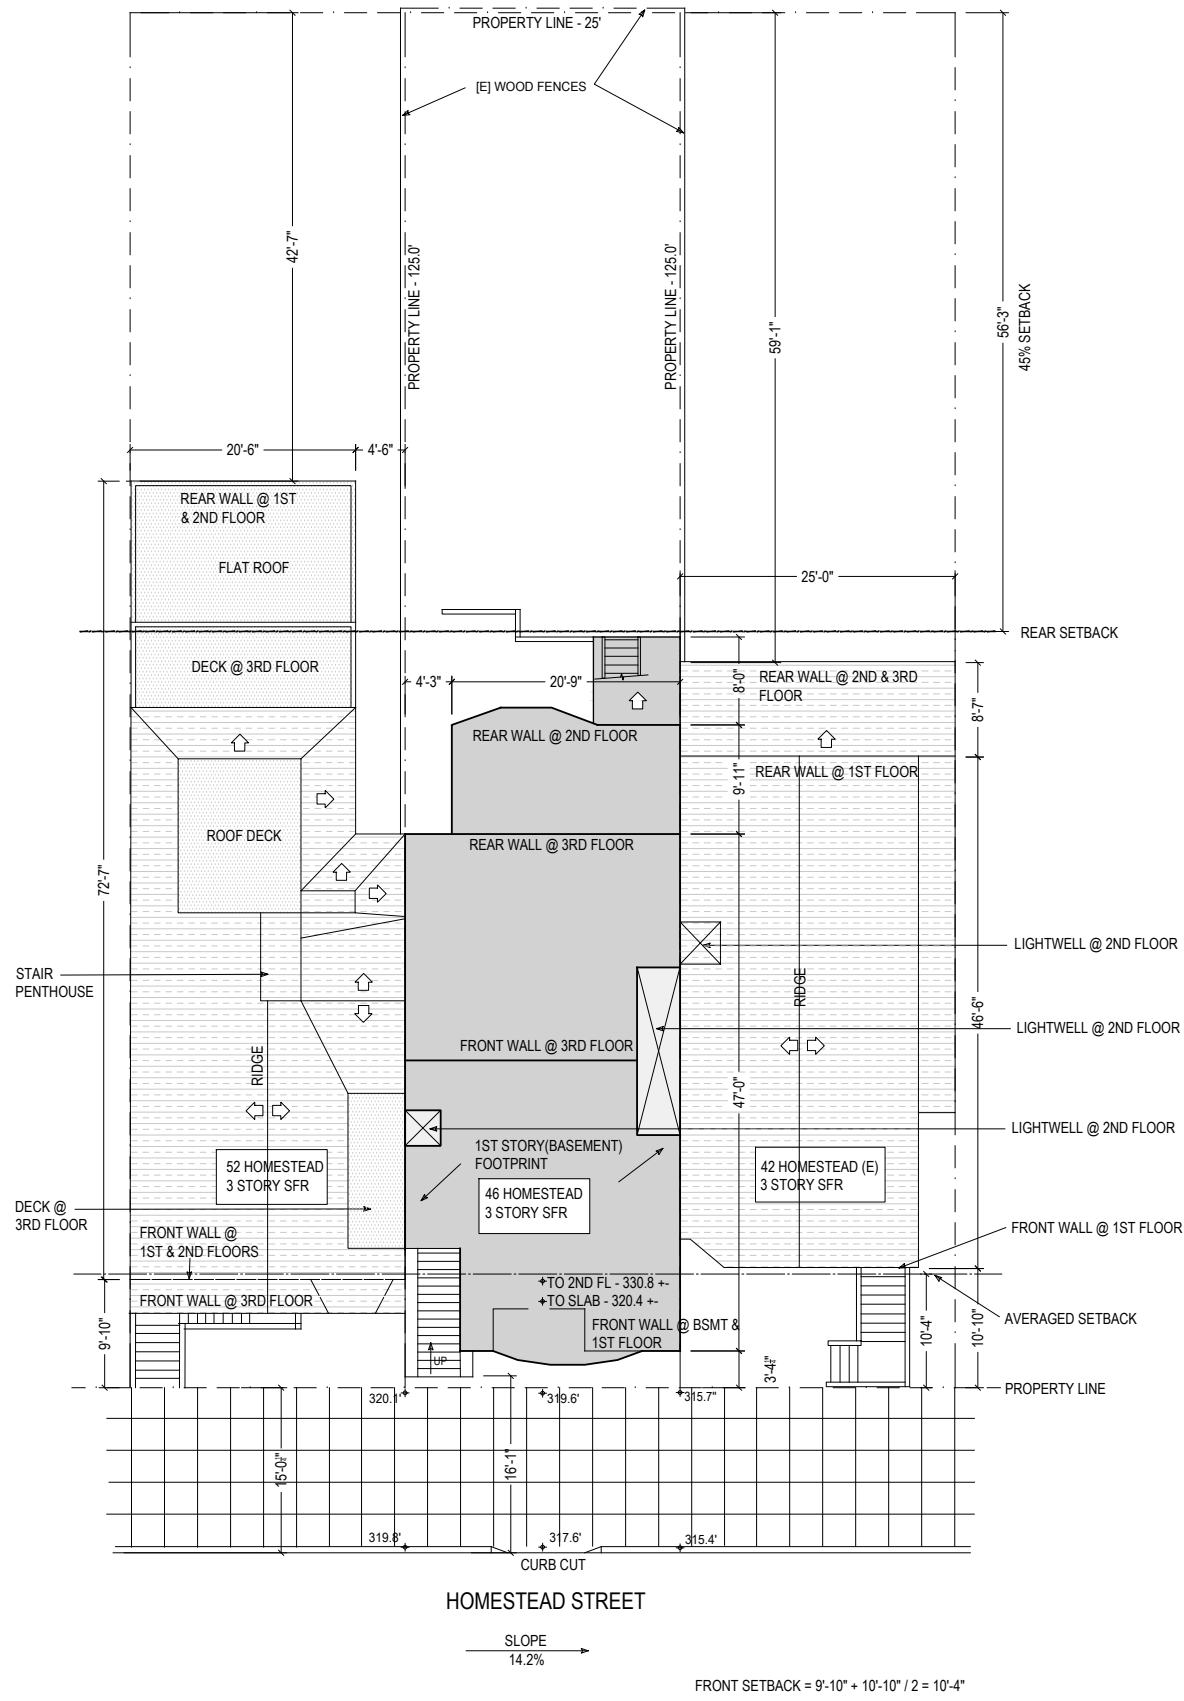 PROPERTY LINE - 25'
[E] WOOD FENCES
42'-7"
PROPERTY LINE - 125.0'
PROPERTY LINE - 125.0'
59'-1"
56'-3"
45% SETBACK
20'-6"
4'-6"
REAR WALL @ 1ST
& 2ND FLOOR
FLAT ROOF
25'-0"
REAR SETBACK
DECK @ 3RD FLOOR
4'-3"
20'-9"
8'-0"
REAR WALL @ 2ND & 3RD
FLOOR
8'-7"
REAR WALL @ 2ND FLOOR
REAR WALL @ 1ST FLOOR
9'-11"
ROOF DECK
REAR WALL @ 3RD FLOOR
72'-7"
LIGHTWELL @ 2ND FLOOR
STAIR
PENTHOUSE
RIDGE
46'-6"
LIGHTWELL @ 2ND FLOOR
FRONT WALL @ 3RD FLOOR
RIDGE
47'-0"
LIGHTWELL @ 2ND FLOOR
1ST STORY(BASEMENT)
FOOTPRINT
52 HOMESTEAD
3 STORY SFR
46 HOMESTEAD
3 STORY SFR
42 HOMESTEAD (E)
3 STORY SFR
DECK @
3RD FLOOR
FRONT WALL @
1ST & 2ND FLOORS
FRONT WALL @ 1ST FLOOR
TO 2ND FL - 330.8 +-
TO SLAB - 320.4 +-
FRONT WALL @ 3RD FLOOR
AVERAGED SETBACK
FRONT WALL @ BSMT &
1ST FLOOR
9'-10"
UP
10'-4"
10'-10"
PROPERTY LINE
320.1'
319.6'
315.7"
16'-1"
319.8'
317.6'
315.4'
CURB CUT
HOMESTEAD STREET
SLOPE
14.2%
FRONT SETBACK = 9'-10" + 10'-10" / 2 = 10'-4"